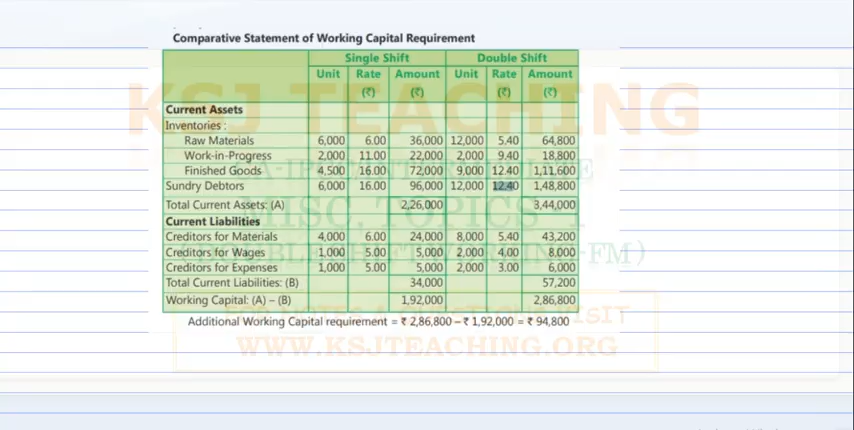 Comparative Statement of Working Capital Requirement
Single Shift Double Shift
Unit Rate Amount Unit Rate Amount
(₹) (₹) (₹) (₹)
Current Assets
Inventories :
Raw Materials 6,000 6.00 36,000 12,000 5.40 64,800
Work-in-Progress 2,000 11.00 22,000 2,000 9.40 18,800
Finished Goods 4,500 16.00 72,000 9,000 12.40 1,11,600
Sundry Debtors 6,000 16.00 96,000 12,000 12.40 1,48,800
Total Current Assets: (A) 2,26,000 3,44,000
Current Liabilities
Creditors for Materials 4,000 6.00 24,000 8,000 5.40 43,200
Creditors for Wages 1,000 5.00 5,000 2,000 4.00 8,000
Creditors for Expenses 1,000 5.00 5,000 2,000 3.00 6,000
Total Current Liabilities: (B) 34,000 57,200
Working Capital: (A) – (B) 1,92,000 2,86,800
Additional Working Capital requirement = ₹ 2,86,800 – ₹ 1,92,000 = ₹ 94,800
KSJ TEACHING
MISC. TOPICS-1
WWW.KSJTEACHING.ORG